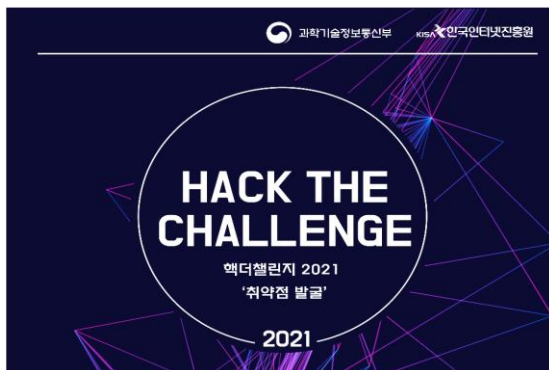 과학기술정보통신부
KISA 한국인터넷진흥원
HACK THE
CHALLENGE
핵더챌린지 2021
'취약점 발굴'
2021